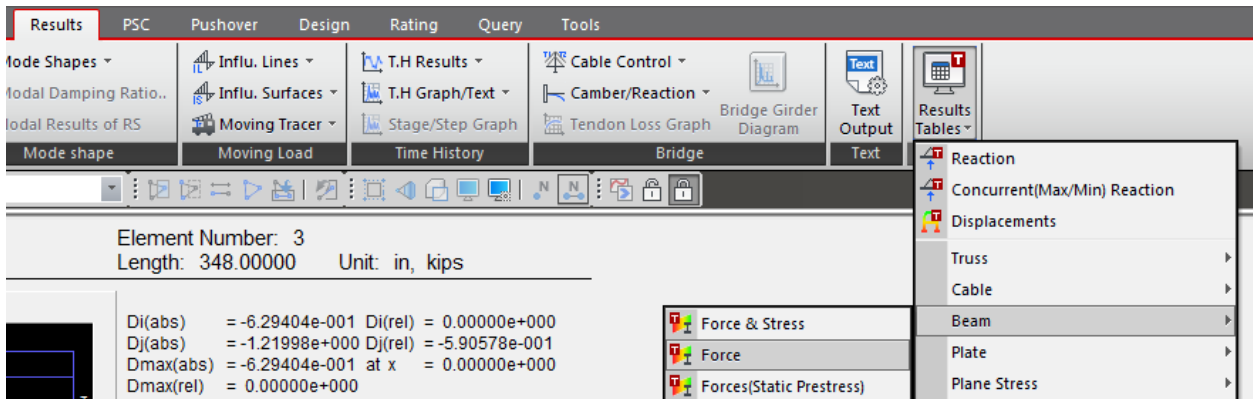 Results PSC Pushover Design Rating Query Tools
Mode Shapes Influ. Lines T.H Results Cable Control
Modal Damping Ratio.. Influ. Surfaces T.H Graph/Text Camber/Reaction
Modal Results of RS Moving Tracer Stage/Step Graph Tendon Loss Graph
Bridge Girder Diagram
Text Output
Results Tables
Mode shape Moving Load Time History Bridge Text
Reaction
Concurrent(Max/Min) Reaction
Displacements
Truss
Cable
Beam
Plate
Plane Stress
Element Number: 3
Length: 348.00000 Unit: in, kips
Di(abs) = -6.29404e-001 Di(rel) = 0.00000e+000
Dj(abs) = -1.21998e+000 Dj(rel) = -5.90578e-001
Dmax(abs) = -6.29404e-001 at x = 0.00000e+000
Dmax(rel) = 0.00000e+000
Force & Stress
Force
Forces(Static Prestress)